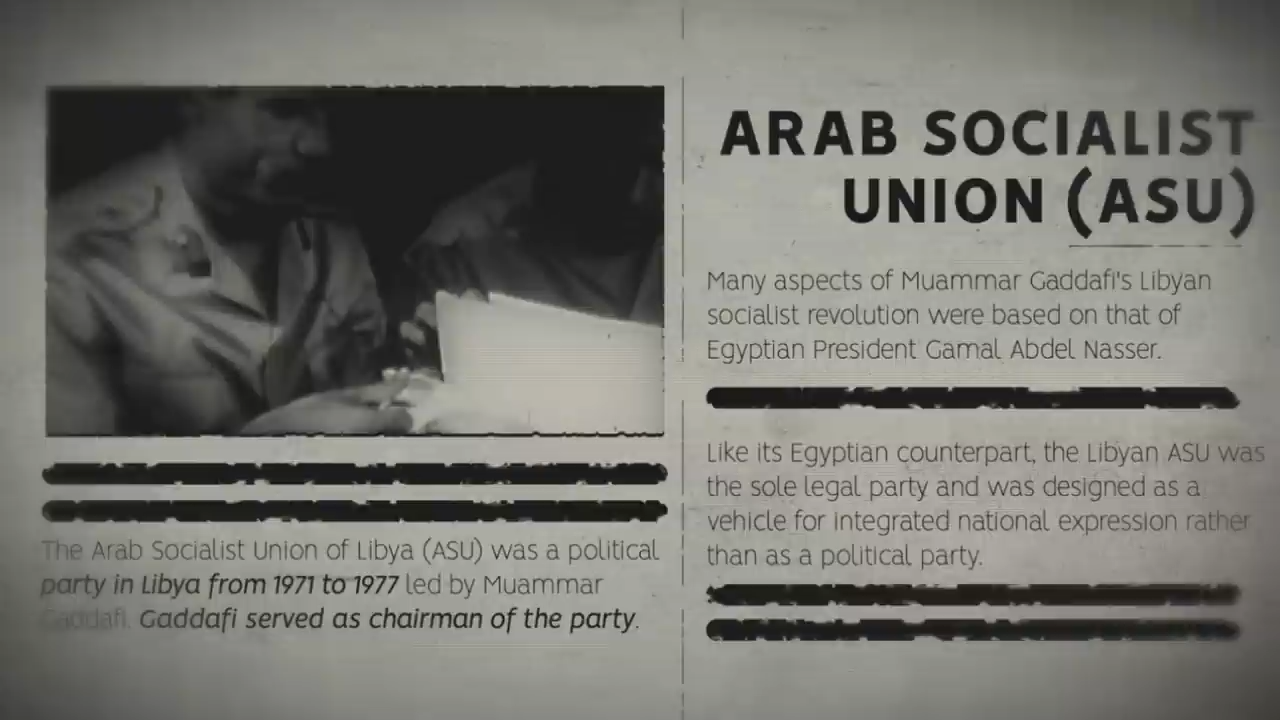 ARAB SOCIALIST
UNION (ASU)
Many aspects of Muammar Gaddafi's Libyan
socialist revolution were based on that of
Egyptian President Gamal Abdel Nasser.
Like its Egyptian counterpart, the Libyan ASU was
the sole legal party and was designed as a
vehicle for integrated national expression rather
than as a political party.
The Arab Socialist Union of Libya (ASU) was a political
party in Libya from 1971 to 1977 led by Muammar
Gaddafi. Gaddafi served as chairman of the party.